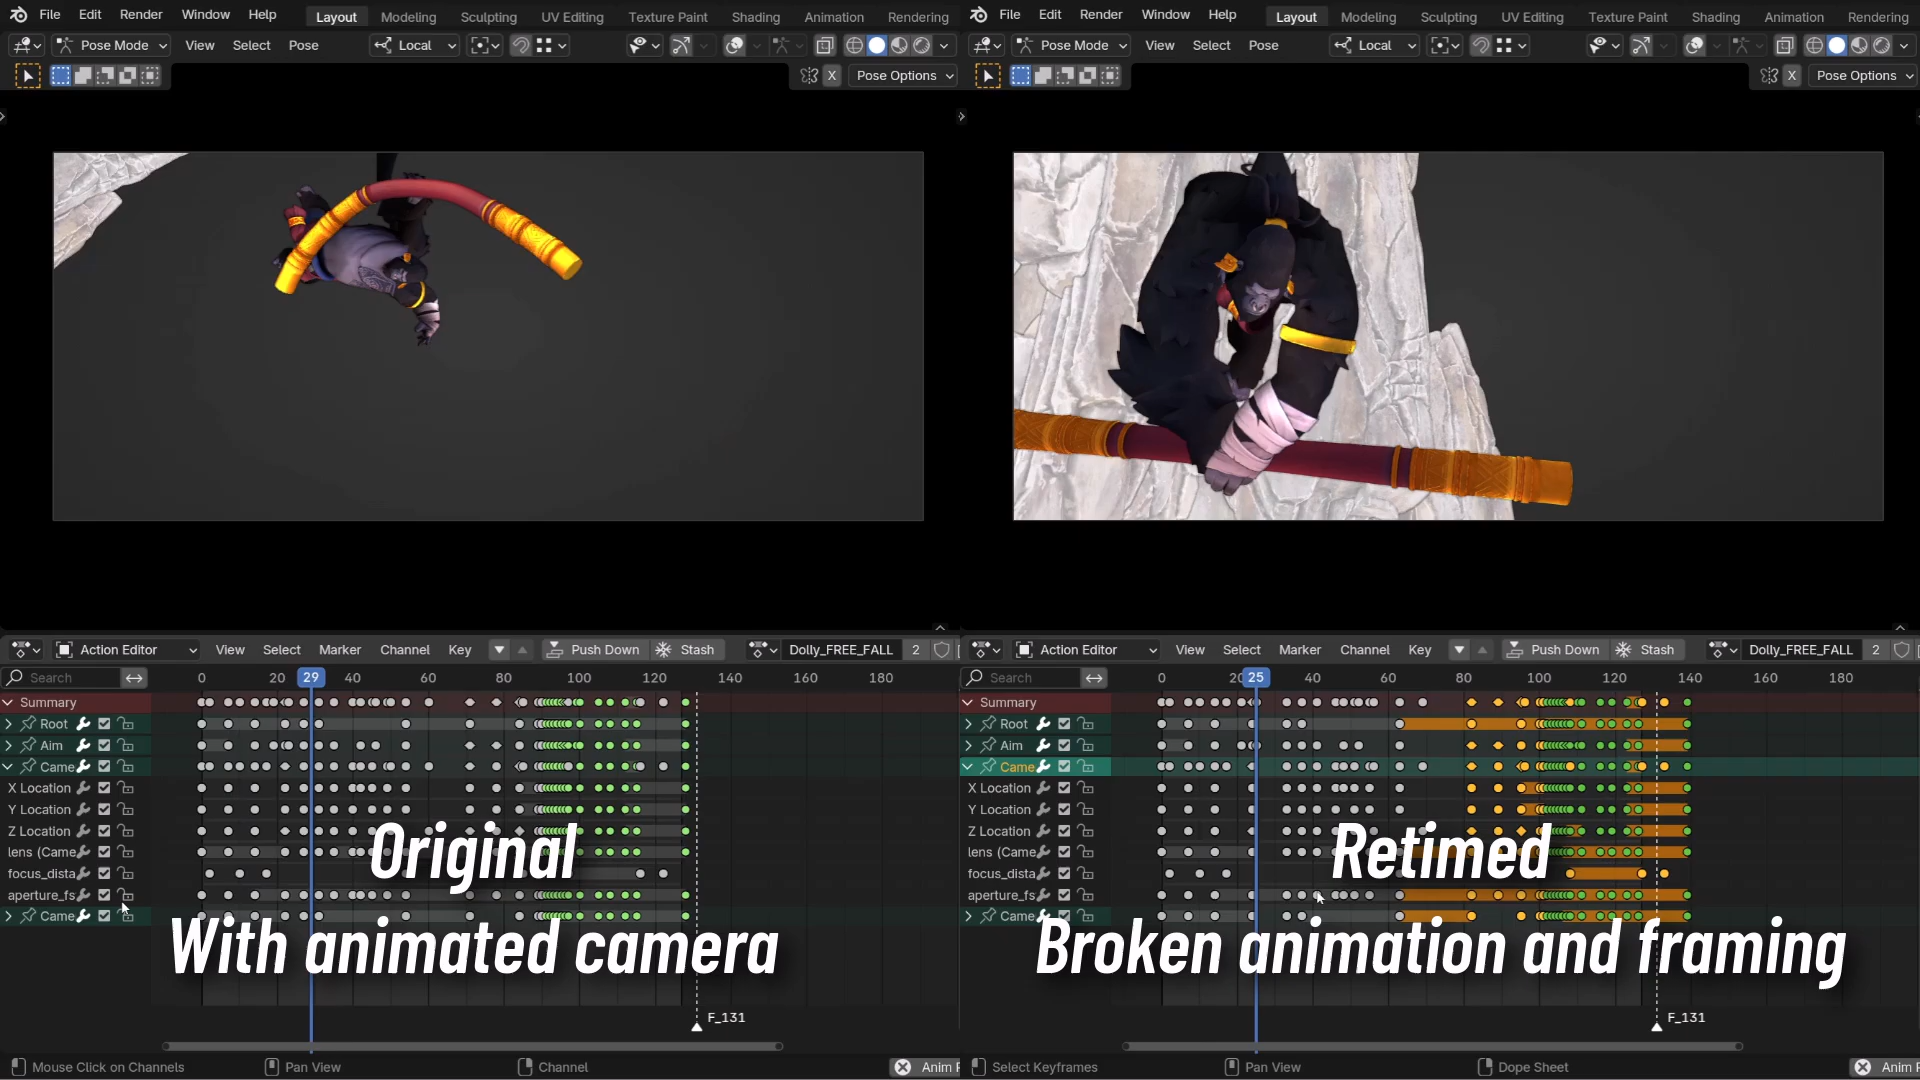 File Edit Render Window Help Layout Modeling Sculpting UV Editing Texture Paint Shading Animation Rendering
Pose Mode View Select Pose Local
X Pose Options
File Edit Render Window Help Layout Modeling Sculpting UV Editing Texture Paint Shading Animation Rendering
Pose Mode View Select Pose Local
X Pose Options
Action Editor View Select Marker Channel Key Push Down Stash Dolly_FREE_FALL 2
Search 0 20 29 40 60 80 100 120 140 160 180
Summary
Root
Aim
Came
X Location
Y Location
Z Location
lens (Came
focus_dista
aperture_fs
Came
Original
With animated camera
F_131
Mouse Click on Channels Pan View Channel Anim
Action Editor View Select Marker Channel Key Push Down Stash Dolly_FREE_FALL 2
Search 0 20 25 40 60 80 100 120 140 160 180
Summary
Root
Aim
Came
X Location
Y Location
Z Location
lens (Came
focus_dista
aperture_fs
Came
Retimed
Broken animation and framing
F_131
Select Keyframes Pan View Dope Sheet Anim